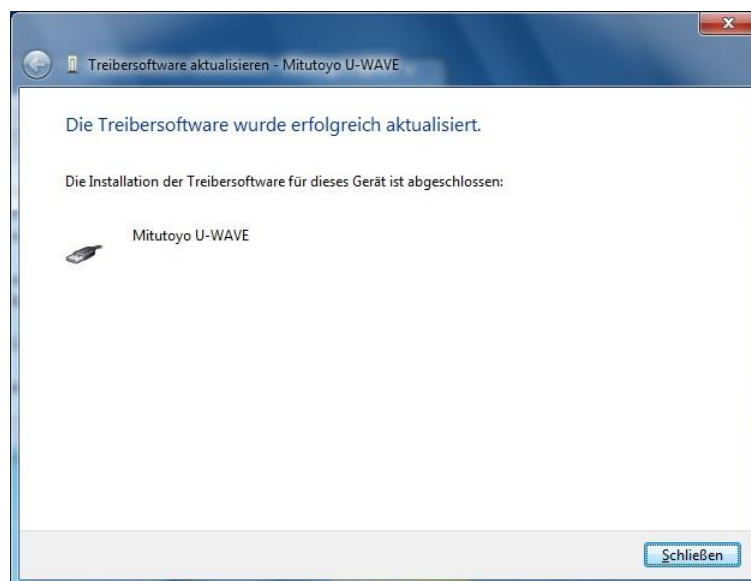 Treibersoftware aktualisieren - Mitutoyo U-WAVE
Die Treibersoftware wurde erfolgreich aktualisiert.
Die Installation der Treibersoftware für dieses Gerät ist abgeschlossen:
Mitutoyo U-WAVE
Schließen